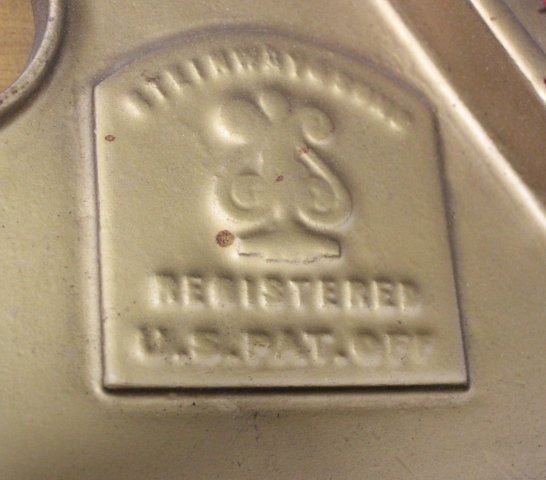 STEINWAY & SONS
REGISTERED
U.S. PAT. OFF